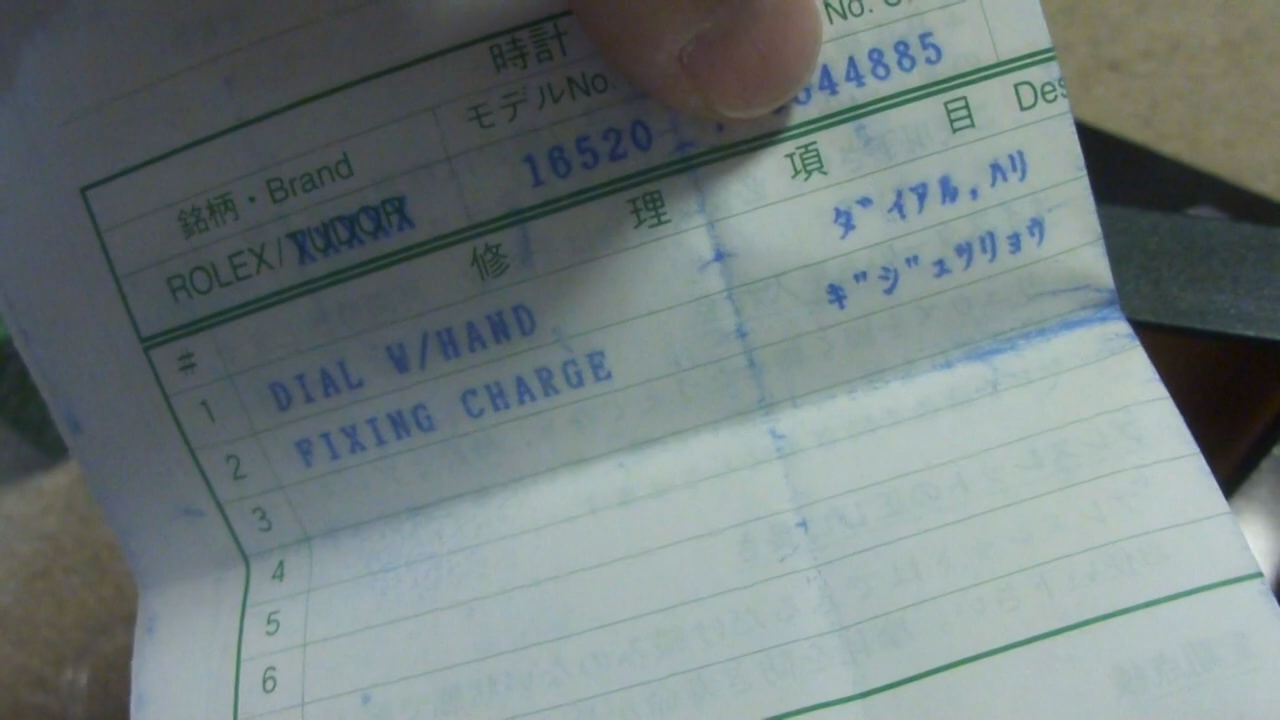 時計
No.
銘柄・Brand モデルNo.
ROLEX/TUDOR 16520 44885
修 理 項 目
#
1 DIAL W/HAND ダイアル,ハリ
2 FIXING CHARGE ギジュツリョウ
3
4
5
6